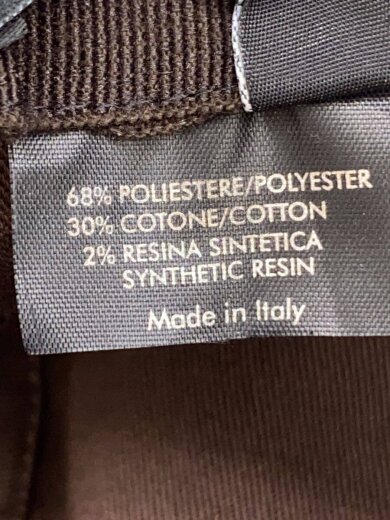 68% POLIESTERE/POLYESTER
30% COTONE/COTTON
2% RESINA SINTETICA
SYNTHETIC RESIN
Made in Italy